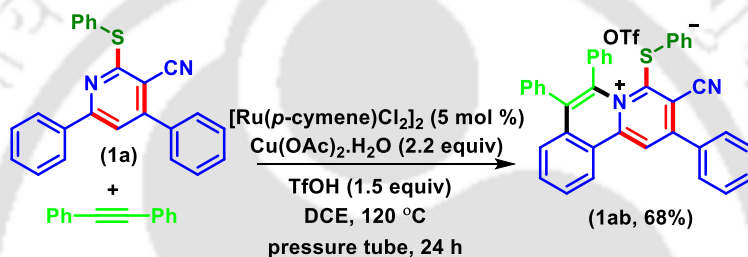 Ph
S
N
CN
(1a)
+
Ph
Ph
[Ru(p-cymene)Cl2]2 (5 mol %)
Cu(OAc)2.H2O (2.2 equiv)
TfOH (1.5 equiv)
DCE, 120 °C
pressure tube, 24 h
OTf
−
Ph
Ph
S
Ph
+
N
CN
(1ab, 68%)